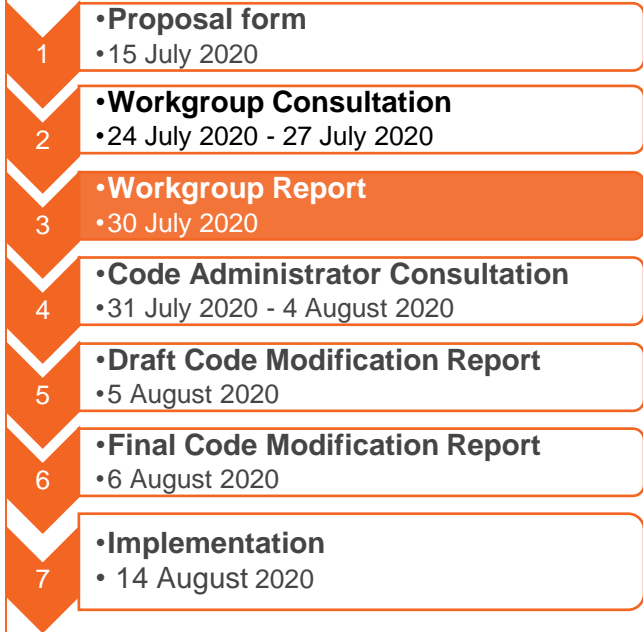 1
•Proposal form
•15 July 2020
2
•Workgroup Consultation
•24 July 2020 - 27 July 2020
3
•Workgroup Report
•30 July 2020
4
•Code Administrator Consultation
•31 July 2020 - 4 August 2020
5
•Draft Code Modification Report
•5 August 2020
6
•Final Code Modification Report
•6 August 2020
7
•Implementation
• 14 August 2020